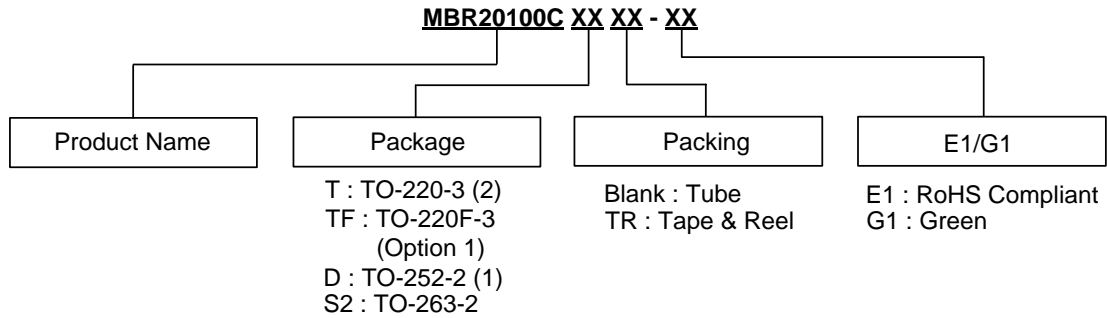 MBR20100C XX XX - XX
Product Name
Package
Packing
E1/G1
T : TO-220-3 (2)
TF : TO-220F-3
(Option 1)
D : TO-252-2 (1)
S2 : TO-263-2
Blank : Tube
TR : Tape & Reel
E1 : RoHS Compliant
G1 : Green